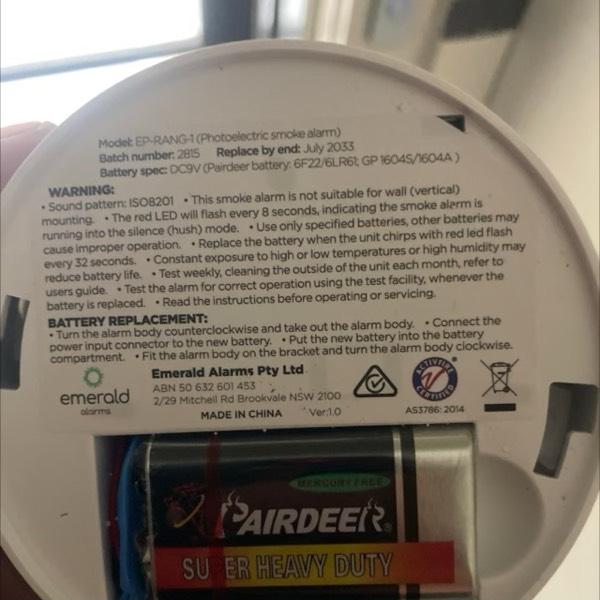 Model: EP-RANG-1 (Photoelectric smoke alarm)
Batch number: 2815 Replace by end: July 2033
Battery spec: DC9V (Pairdeer battery: 6F22/6LR61; GP 1604S/1604A )
WARNING:
• Sound pattern: ISO8201 • This smoke alarm is not suitable for wall (vertical)
mounting. • The red LED will flash every 8 seconds, indicating the smoke alerm is
running into the silence (hush) mode. • Use only specified batteries, other batteries may
cause improper operation. • Replace the battery when the unit chirps with red led flash
every 32 seconds. • Constant exposure to high or low temperatures or high humidity may
reduce battery life. • Test weekly, cleaning the outside of the unit each month, refer to
users guide. • Test the alarm for correct operation using the test facility, whenever the
battery is replaced. • Read the instructions before operating or servicing.
BATTERY REPLACEMENT:
• Turn the alarm body counterclockwise and take out the alarm body. • Connect the
power input connector to the new battery. • Put the new battery into the battery
compartment. • Fit the alarm body on the bracket and turn the alarm body clockwise.
emerald
alarms
Emerald Alarms Pty Ltd
ABN 50 632 601 453
2/29 Mitchell Rd Brookvale NSW 2100
MADE IN CHINA Ver:1.0
ACTIVFIRE
CERTIFIED
AS3786: 2014
MERCURY FREE
PAIRDEER
SUPER HEAVY DUTY